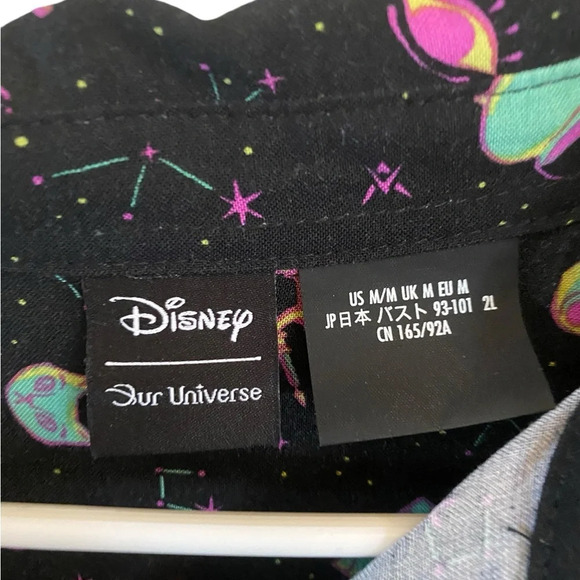 Disney
Our Universe
US M/M UK M EU M
JP日本 バスト 93-101 2L
CN 165/92A